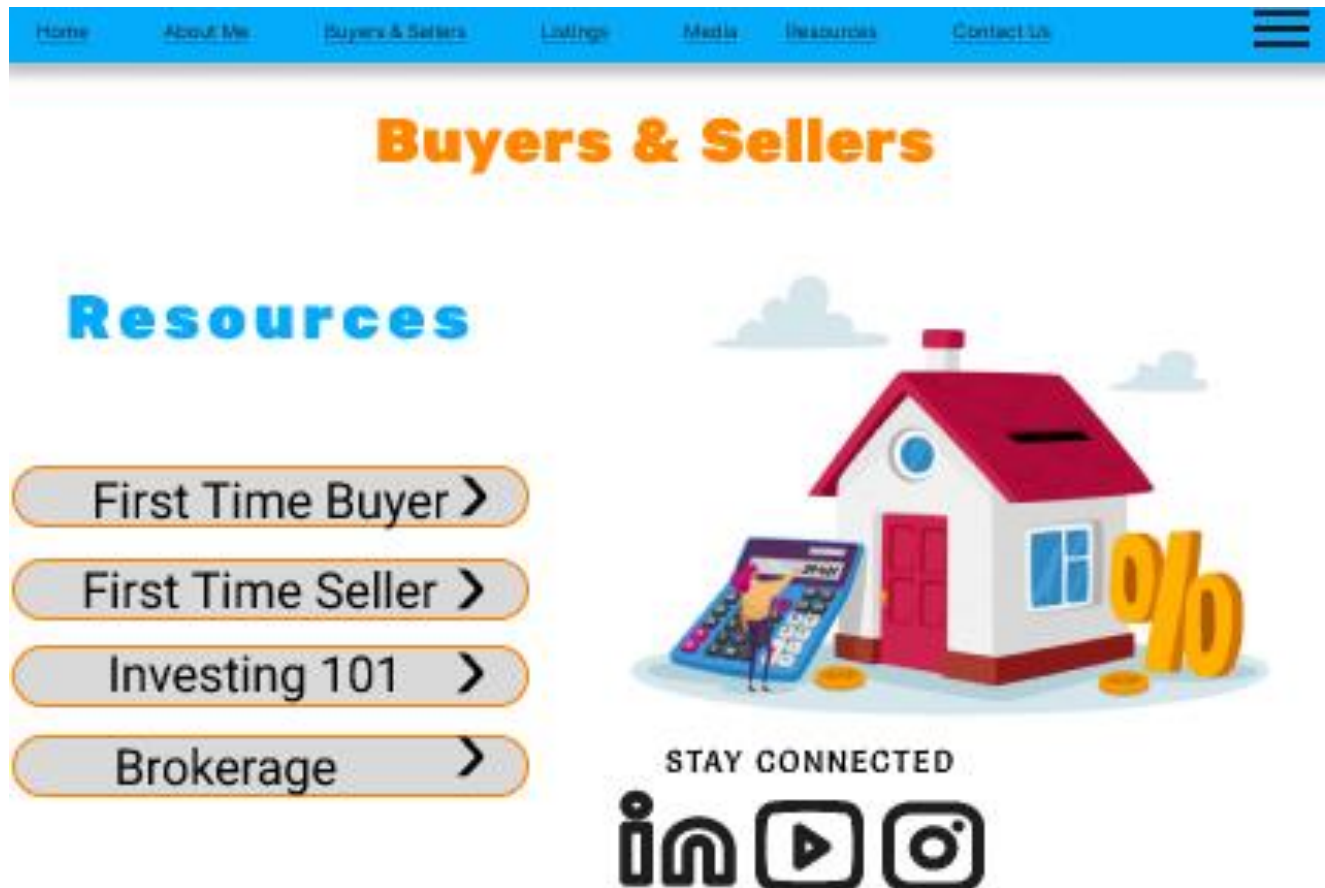 Home About Me Buyers & Sellers Listings Media Resources Contact Us
Buyers & Sellers
Resources
First Time Buyer
First Time Seller
Investing 101
Brokerage
%
STAY CONNECTED
in